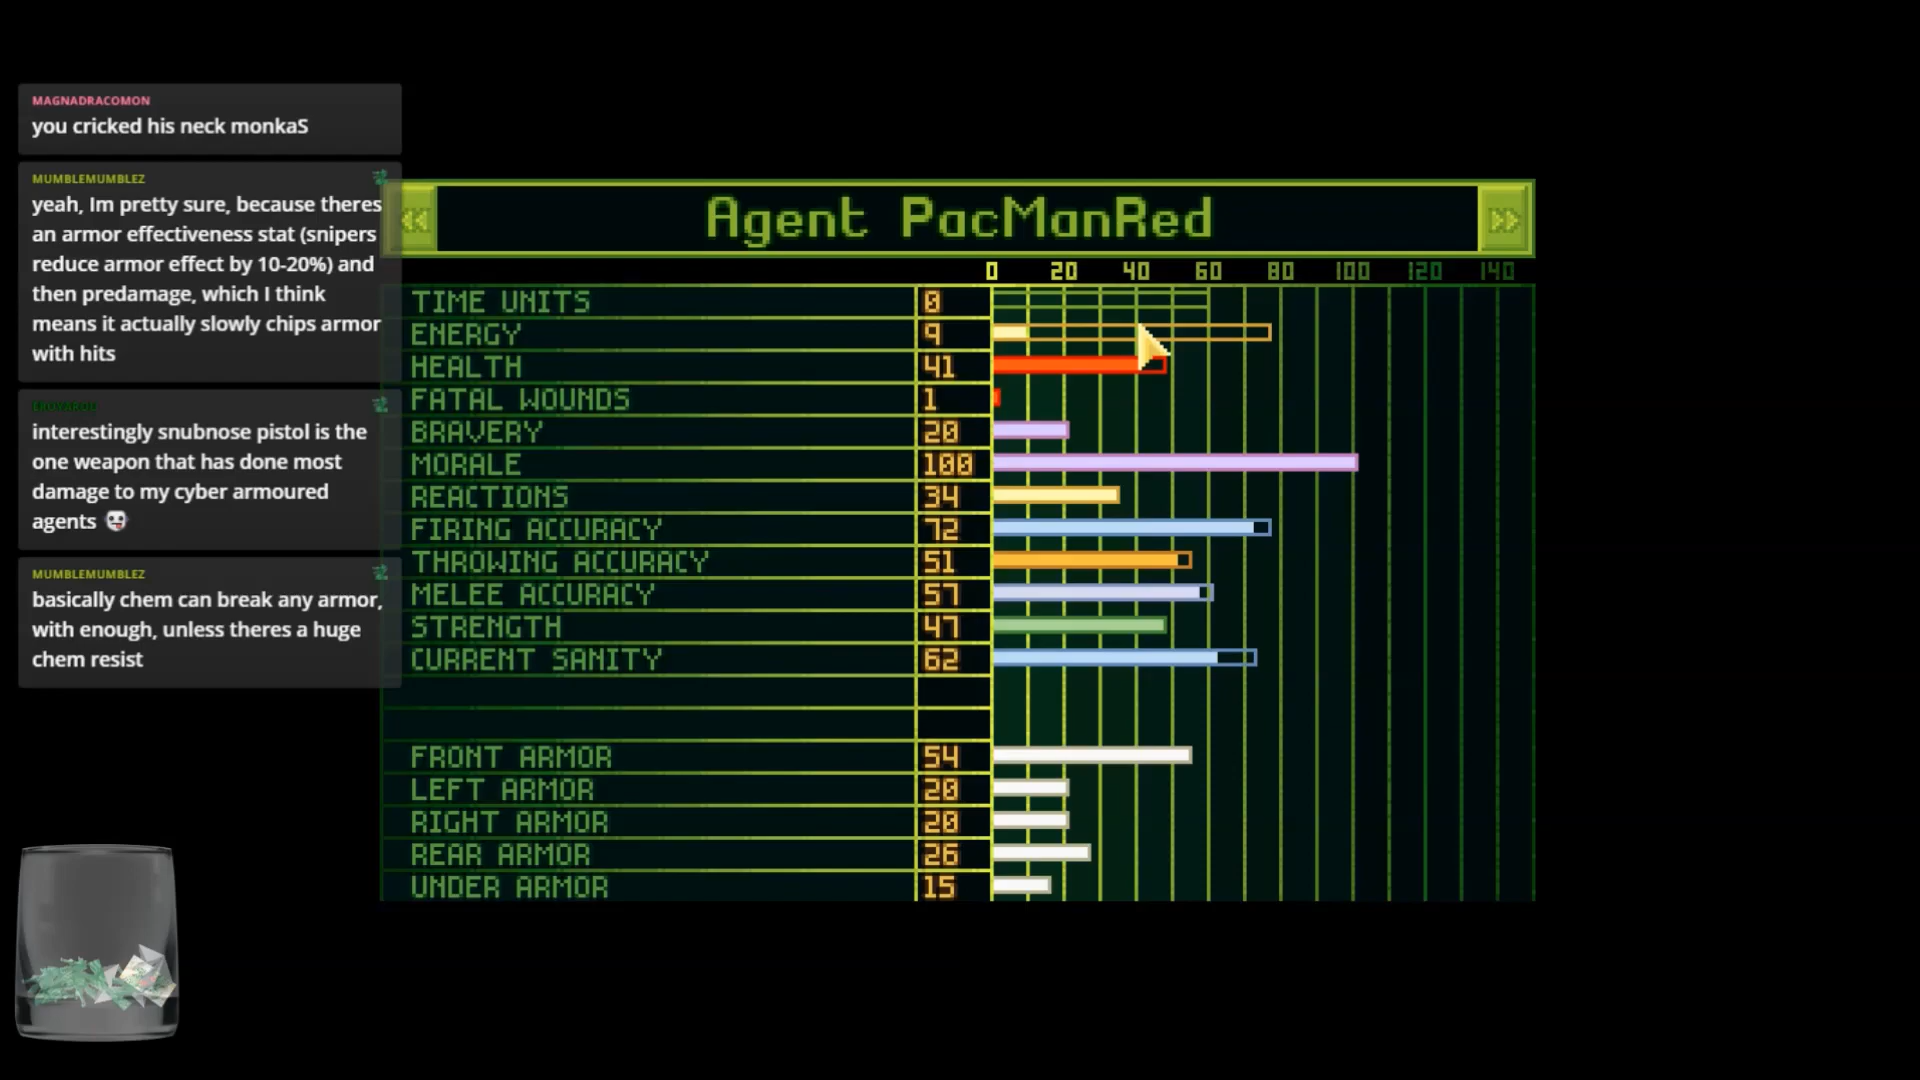 MAGNADRACOMON
you cricked his neck monkaS
MUMBLEMUMBLEZ
yeah, Im pretty sure, because theres
an armor effectiveness stat (snipers
reduce armor effect by 10-20%) and
then predamage, which I think
means it actually slowly chips armor
with hits
interestingly snubnose pistol is the
one weapon that has done most
damage to my cyber armoured
agents
MUMBLEMUMBLEZ
basically chem can break any armor,
with enough, unless theres a huge
chem resist
Agent PacManRed
0 20 40 60 80 100 120 140
TIME UNITS 0
ENERGY 9
HEALTH 41
FATAL WOUNDS 1
BRAVERY 20
MORALE 100
REACTIONS 34
FIRING ACCURACY 72
THROWING ACCURACY 51
MELEE ACCURACY 57
STRENGTH 47
CURRENT SANITY 62
FRONT ARMOR 54
LEFT ARMOR 20
RIGHT ARMOR 20
REAR ARMOR 26
UNDER ARMOR 15